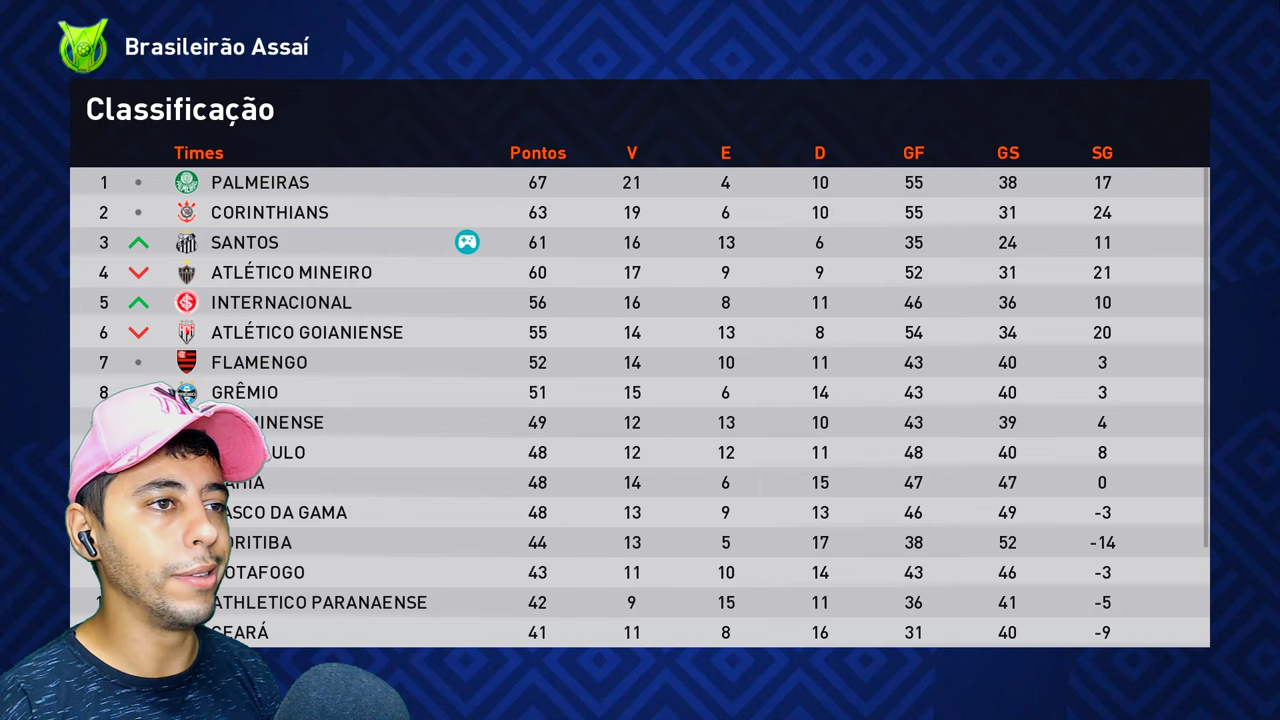 Brasileirão Assaí
Classificação
Times Pontos V E D GF GS SG
1 PALMEIRAS 67 21 4 10 55 38 17
2 CORINTHIANS 63 19 6 10 55 31 24
3 SANTOS 61 16 13 6 35 24 11
4 ATLÉTICO MINEIRO 60 17 9 9 52 31 21
5 INTERNACIONAL 56 16 8 11 46 36 10
6 ATLÉTICO GOIANIENSE 55 14 13 8 54 34 20
7 FLAMENGO 52 14 10 11 43 40 3
8 GRÊMIO 51 15 6 14 43 40 3
MINENSE 49 12 13 10 43 39 4
ULO 48 12 12 11 48 40 8
AHIA 48 14 6 15 47 47 0
ASCO DA GAMA 48 13 9 13 46 49 -3
ORITIBA 44 13 5 17 38 52 -14
OTAFOGO 43 11 10 14 43 46 -3
ATHLETICO PARANAENSE 42 9 15 11 36 41 -5
CEARÁ 41 11 8 16 31 40 -9